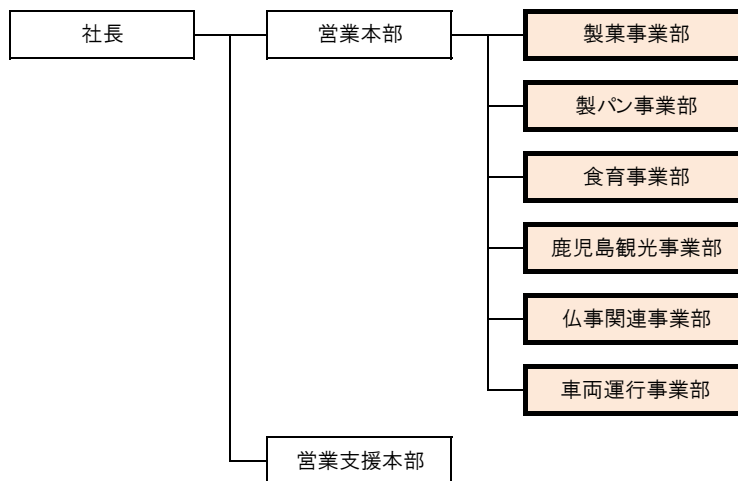 社長
営業本部
製菓事業部
製パン事業部
食育事業部
鹿児島観光事業部
仏事関連事業部
車両運行事業部
営業支援本部